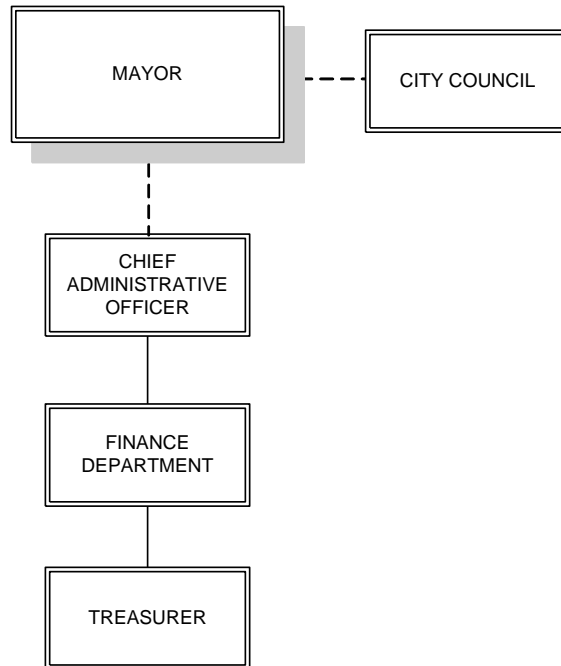 MAYOR
CITY COUNCIL
CHIEF
ADMINISTRATIVE
OFFICER
FINANCE
DEPARTMENT
TREASURER